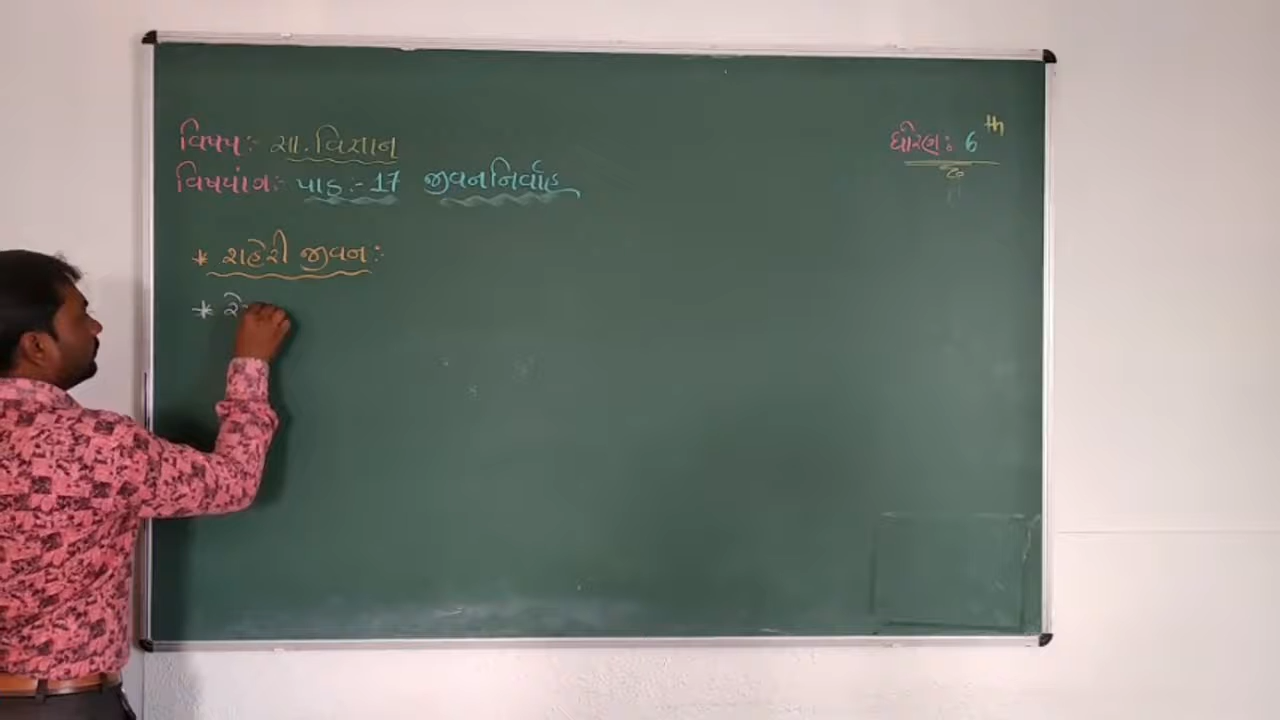 વિષય:- સા. વિજ્ઞાન
ધોરણ: 6th
વિષયાંગ:- પાઠ:- 17 જીવનનિર્વાહ
* શહેરી જીવન:-
* રે